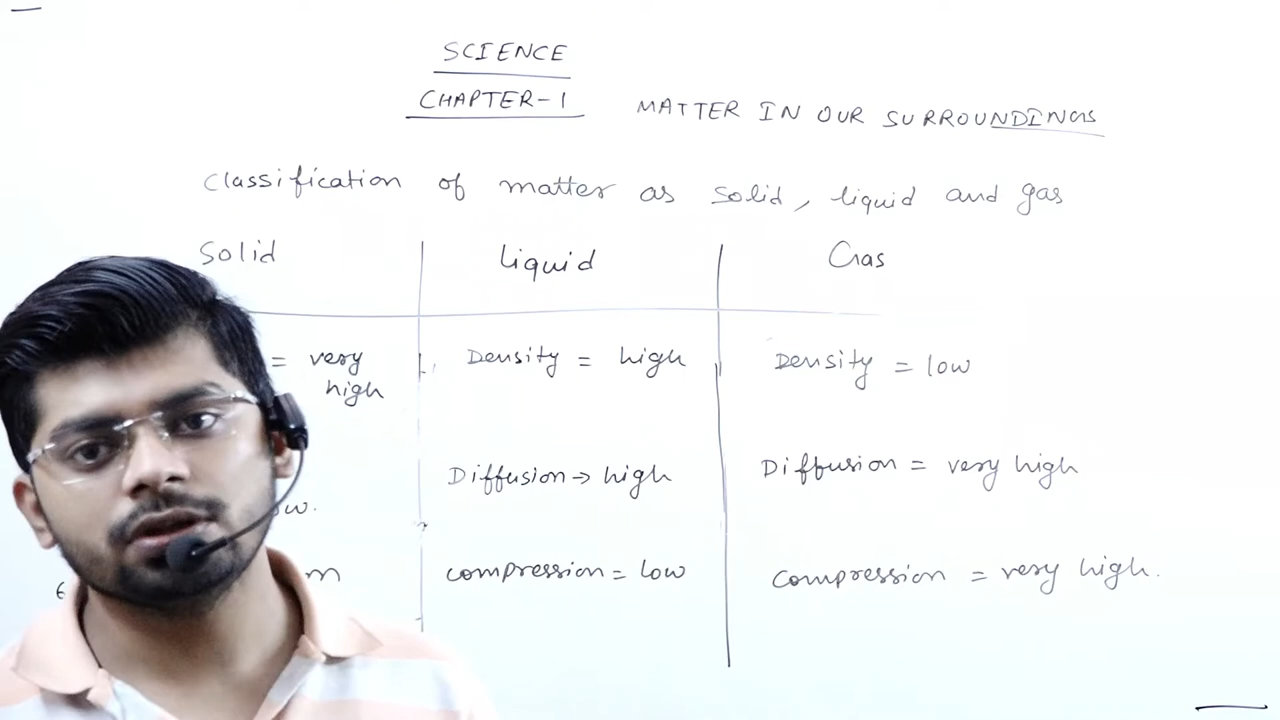 SCIENCE
CHAPTER-1 MATTER IN OUR SURROUNDINGS
Classification of matter as solid, liquid and gas
Solid liquid Gas
= very high Density = high Density = low
Diffusion → high Diffusion = very high
compression = low compression = very high.